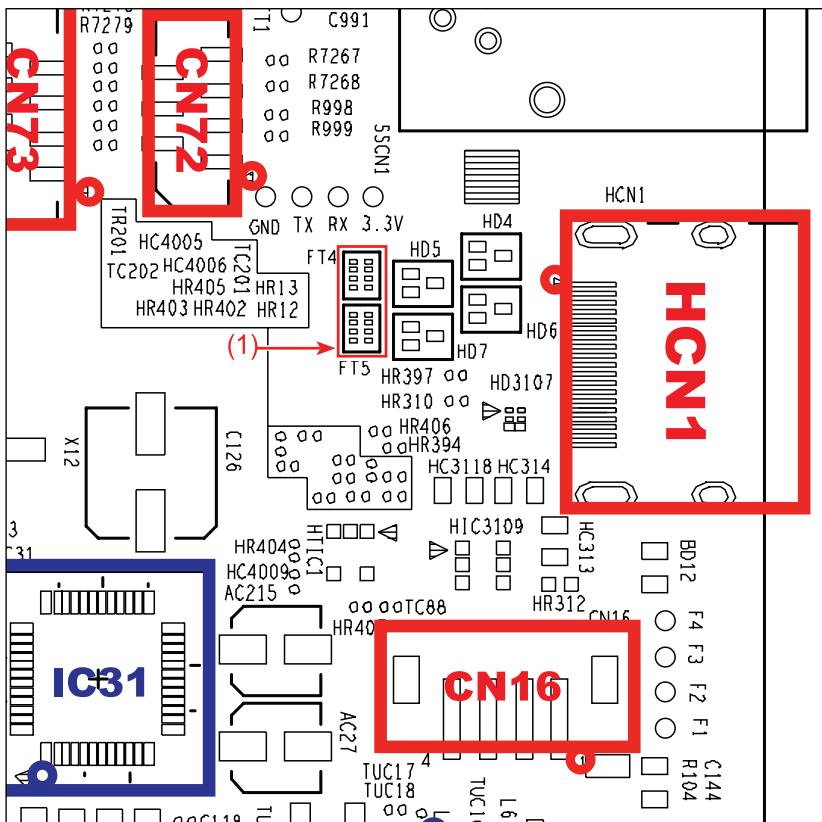 R7279
C991
CN73
CN72
R7267
R7268
R998
R999
5SCN1
GND TX RX 3.3V
TR201
HC4005
TC202
HC4006
TC201
HR405
HR13
HR403
HR402
HR12
FT4
HD5
HD4
HCN1
HCN1
(1)
FT5
HD7
HD6
HR397
HD3107
HR310
HR406
HR394
X12
C126
HC3118
HC314
HTIC1
HIC3109
HC313
HR404
HC4009
AC215
BD12
HR312
TC88
CN16
F4
F3
F2
F1
IC31
CN16
AC27
TUC17
4
TUC18
R104
C144